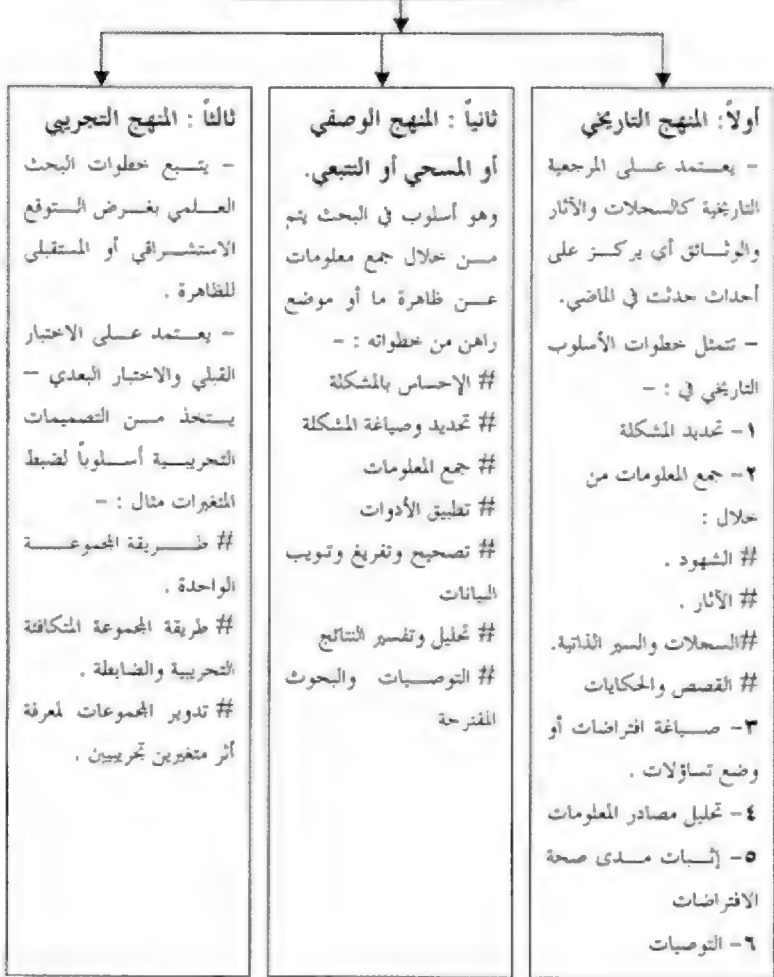 أولاً: المنهج التاريخي
- يعتمد على المرجعية
التاريخية كالسجلات والآثار
والوثائق أي يركز على
أحداث حدثت في الماضي.
- تتمثل خطوات الأسلوب
التاريخي في : -
١- تحديد المشكلة
٢- جمع المعلومات من
خلال :
# الشهود .
# الآثار .
#السجلات والسير الذاتية.
# القصص والحكايات
٣- صياغة افتراضات أو
وضع تساؤلات .
٤- تحليل مصادر المعلومات
٥- إثبات مدى صحة
الافتراضات
٦- التوصيات
ثانياً : المنهج الوصفي
أو المسحي أو التتبعي.
وهو أسلوب في البحث يتم
من خلال جمع معلومات
عن ظاهرة ما أو موضع
راهن من خطواته : -
# الإحساس بالمشكلة
# تحديد وصياغة المشكلة
# جمع المعلومات
# تطبيق الأدوات
# تصحيح وتفريغ وتبويب
البيانات
# تحليل وتفسير النتائج
# التوصيات والبحوث
المقترحة
ثالثاً : المنهج التجريبي
- يتبع خطوات البحث
العلمي بغرض التوقع
الاستشراقي أو المستقبلي
للظاهرة .
- يعتمد على الاختبار
القبلي والاختبار البعدي –
يستخذ من التصميمات
التجريبية أسلوباً لضبط
المتغيرات مثال : -
# طريقة المجموعة
الواحدة .
# طريقة المجموعة المتكافئة
التجريبية والضابطة .
# تدوير المجموعات لمعرفة
أثر متغيرين تجريبيين .